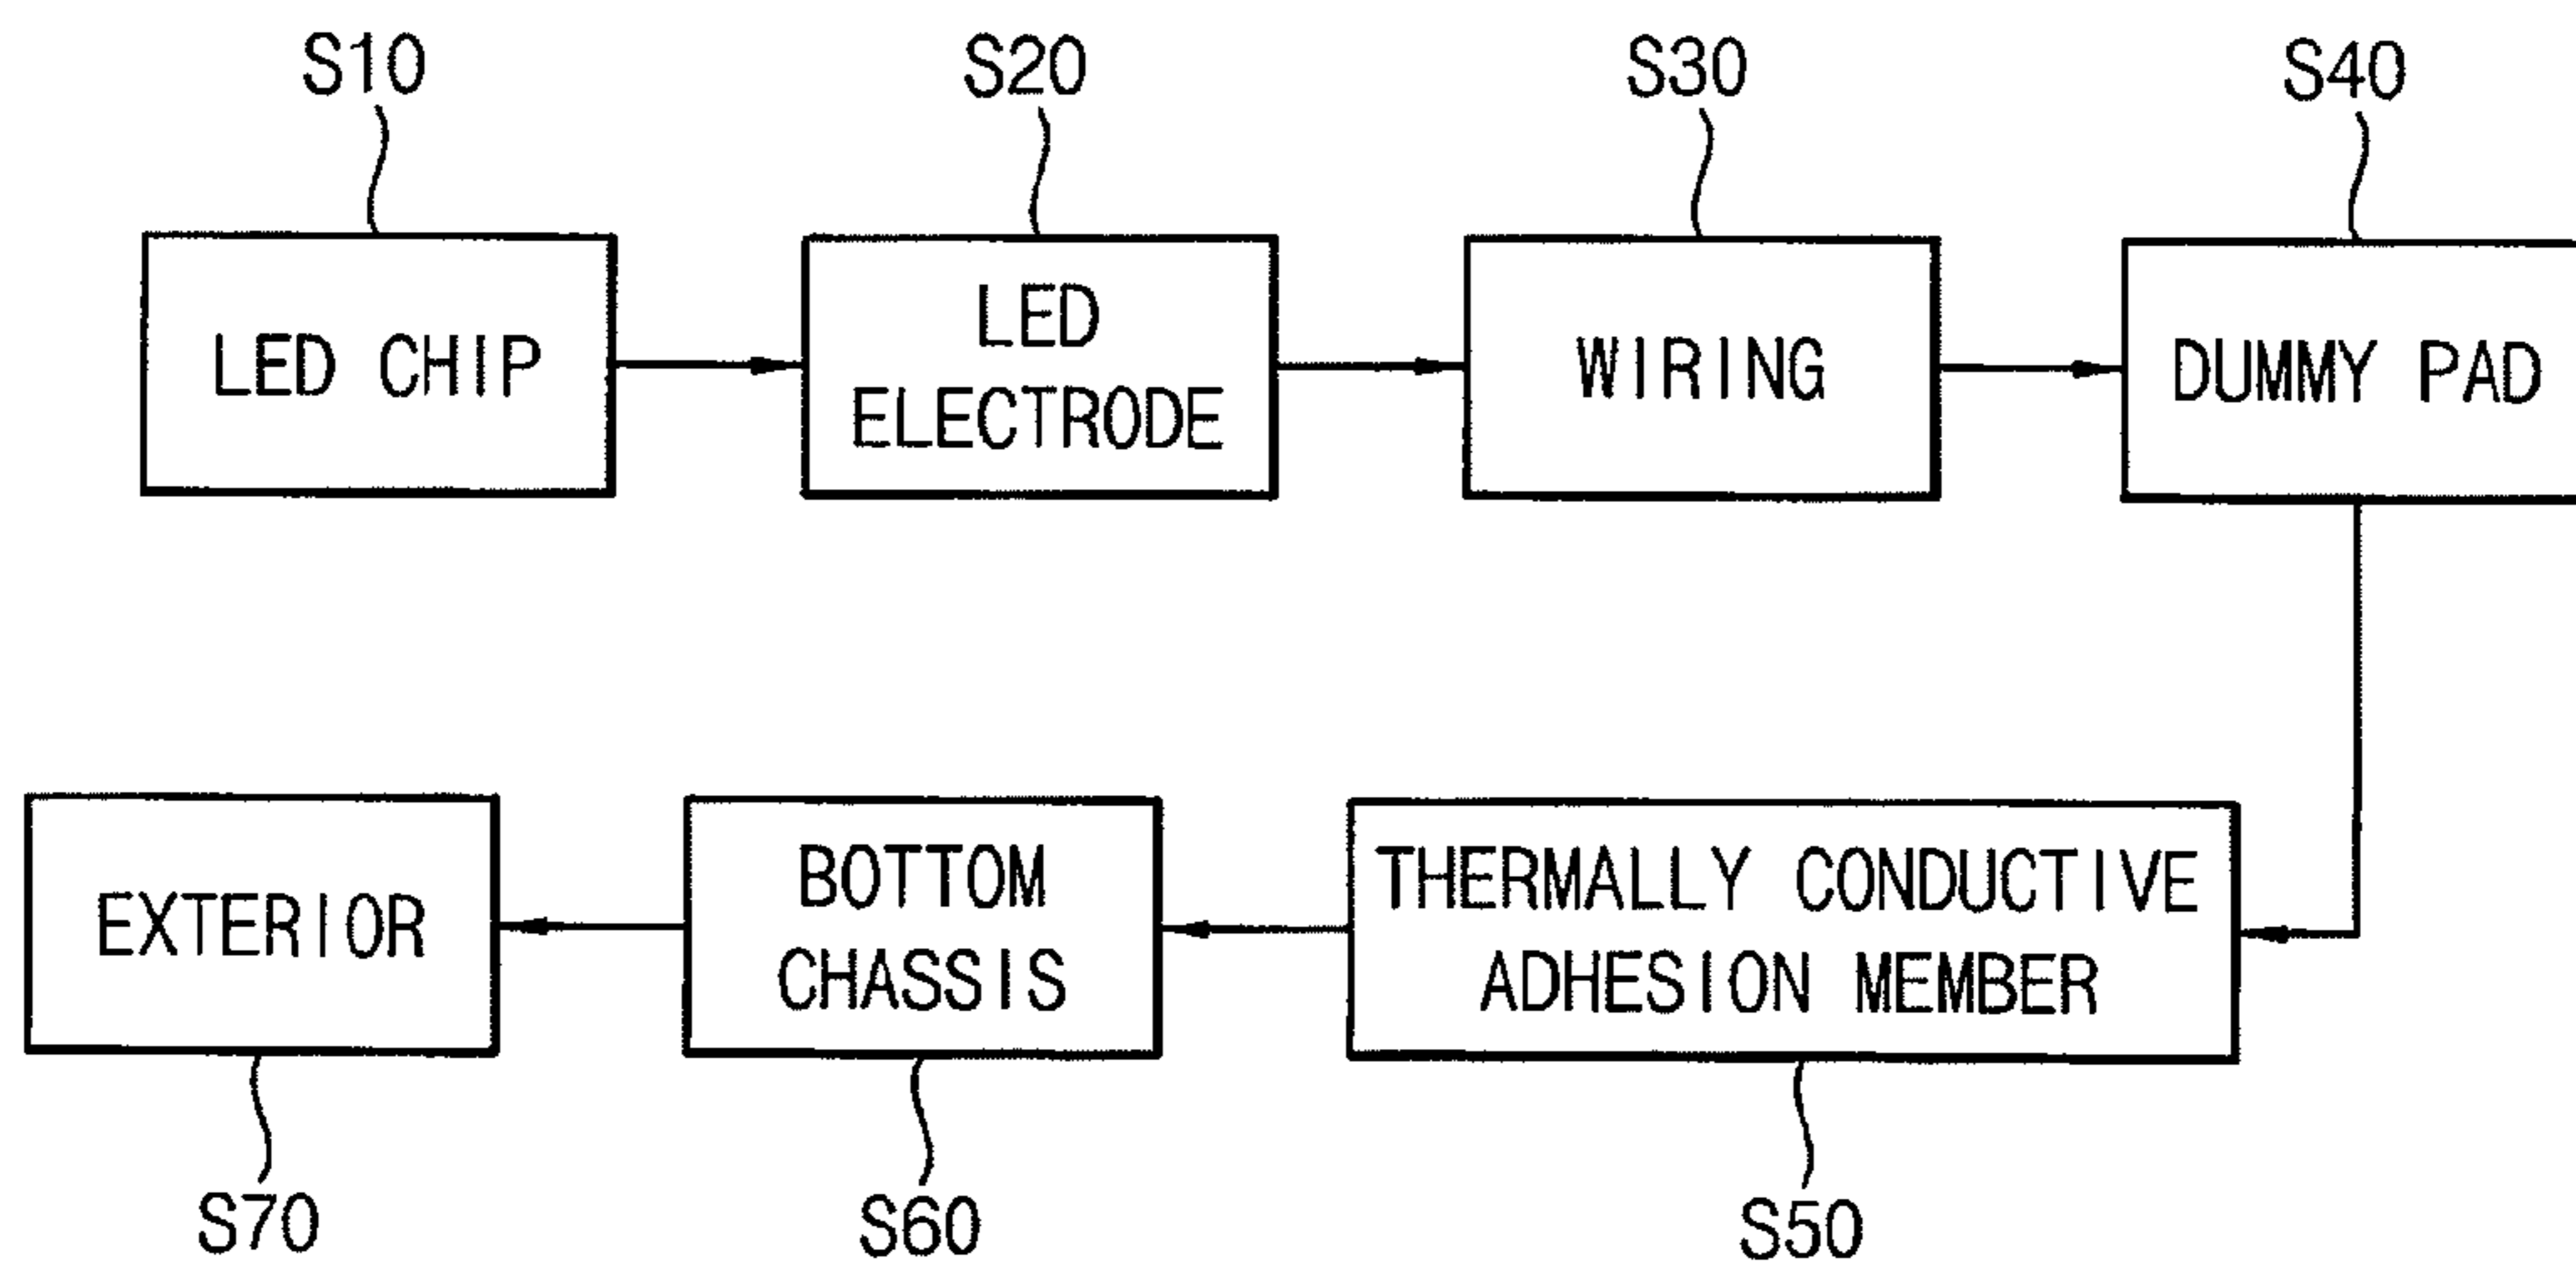 S10
S20
S30
S40
LED CHIP
LED
ELECTRODE
WIRING
DUMMY PAD
EXTERIOR
BOTTOM
CHASSIS
THERMALLY CONDUCTIVE
ADHESION MEMBER
S70
S60
S50